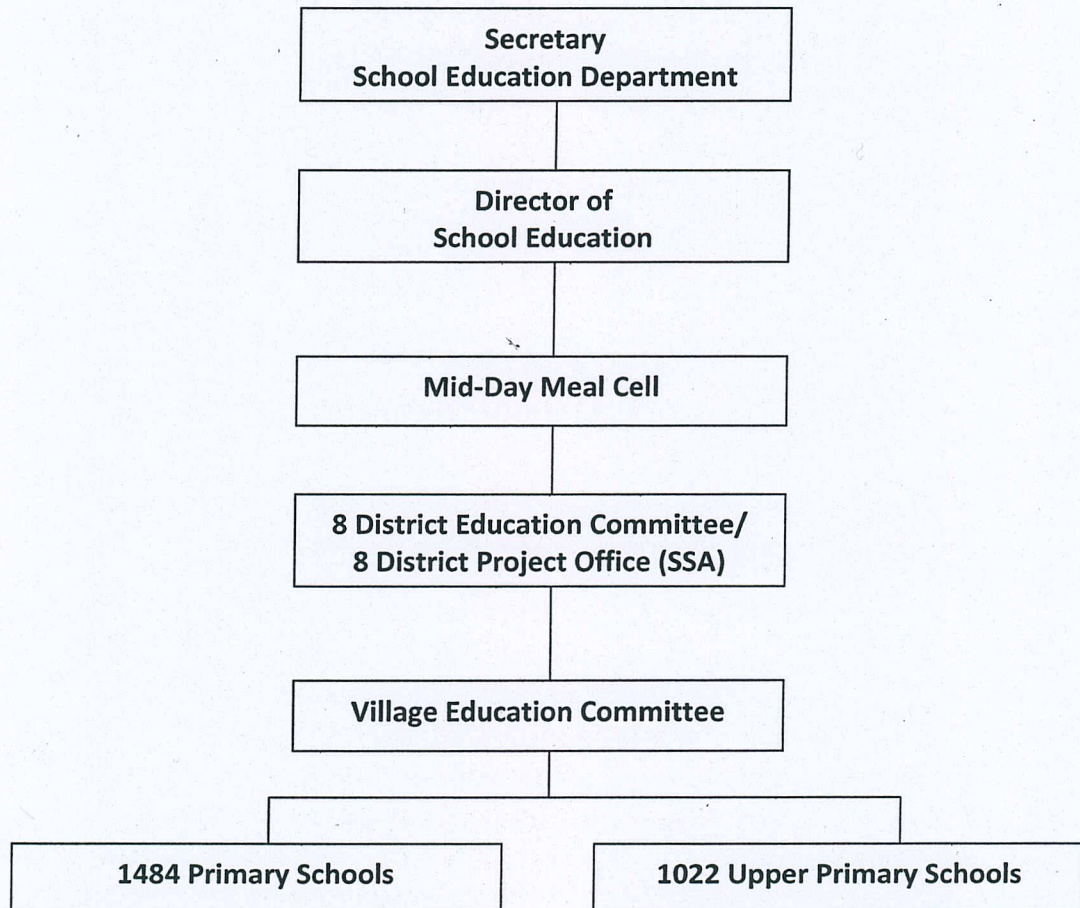 Secretary
School Education Department
Director of
School Education
Mid-Day Meal Cell
8 District Education Committee/
8 District Project Office (SSA)
Village Education Committee
1484 Primary Schools
1022 Upper Primary Schools